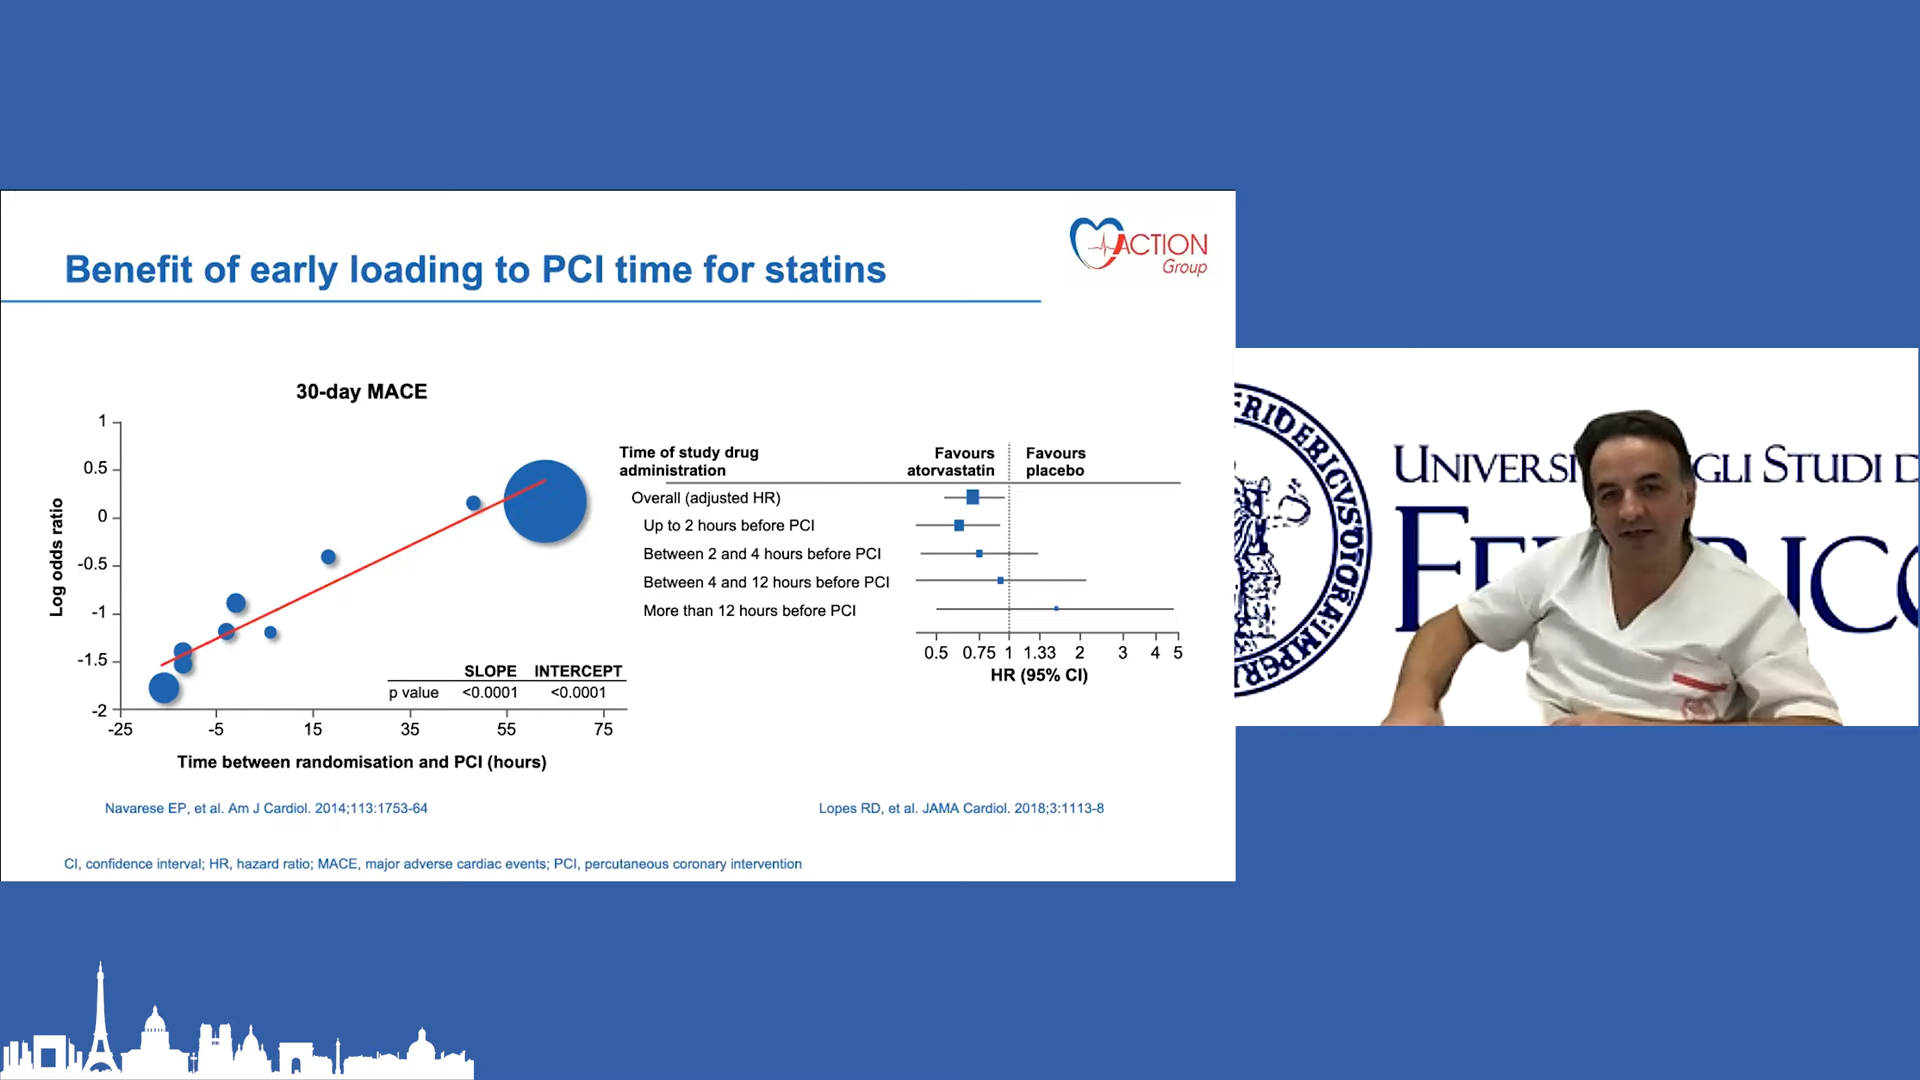 Benefit of early loading to PCI time for statins
ACTION
Group
30-day MACE
1
0.5
0
-0.5
-1
-1.5
-2
Log odds ratio
-25
-5
15
35
55
75
Time between randomisation and PCI (hours)
SLOPE INTERCEPT
p value <0.0001 <0.0001
Time of study drug
administration
Favours
atorvastatin
Favours
placebo
Overall (adjusted HR)
Up to 2 hours before PCI
Between 2 and 4 hours before PCI
Between 4 and 12 hours before PCI
More than 12 hours before PCI
0.5 0.75 1 1.33 2 3 4 5
HR (95% CI)
Navarese EP, et al. Am J Cardiol. 2014;113:1753-64
Lopes RD, et al. JAMA Cardiol. 2018;3:1113-8
CI, confidence interval; HR, hazard ratio; MACE, major adverse cardiac events; PCI, percutaneous coronary intervention
UNIVERSI GLI STUDI D